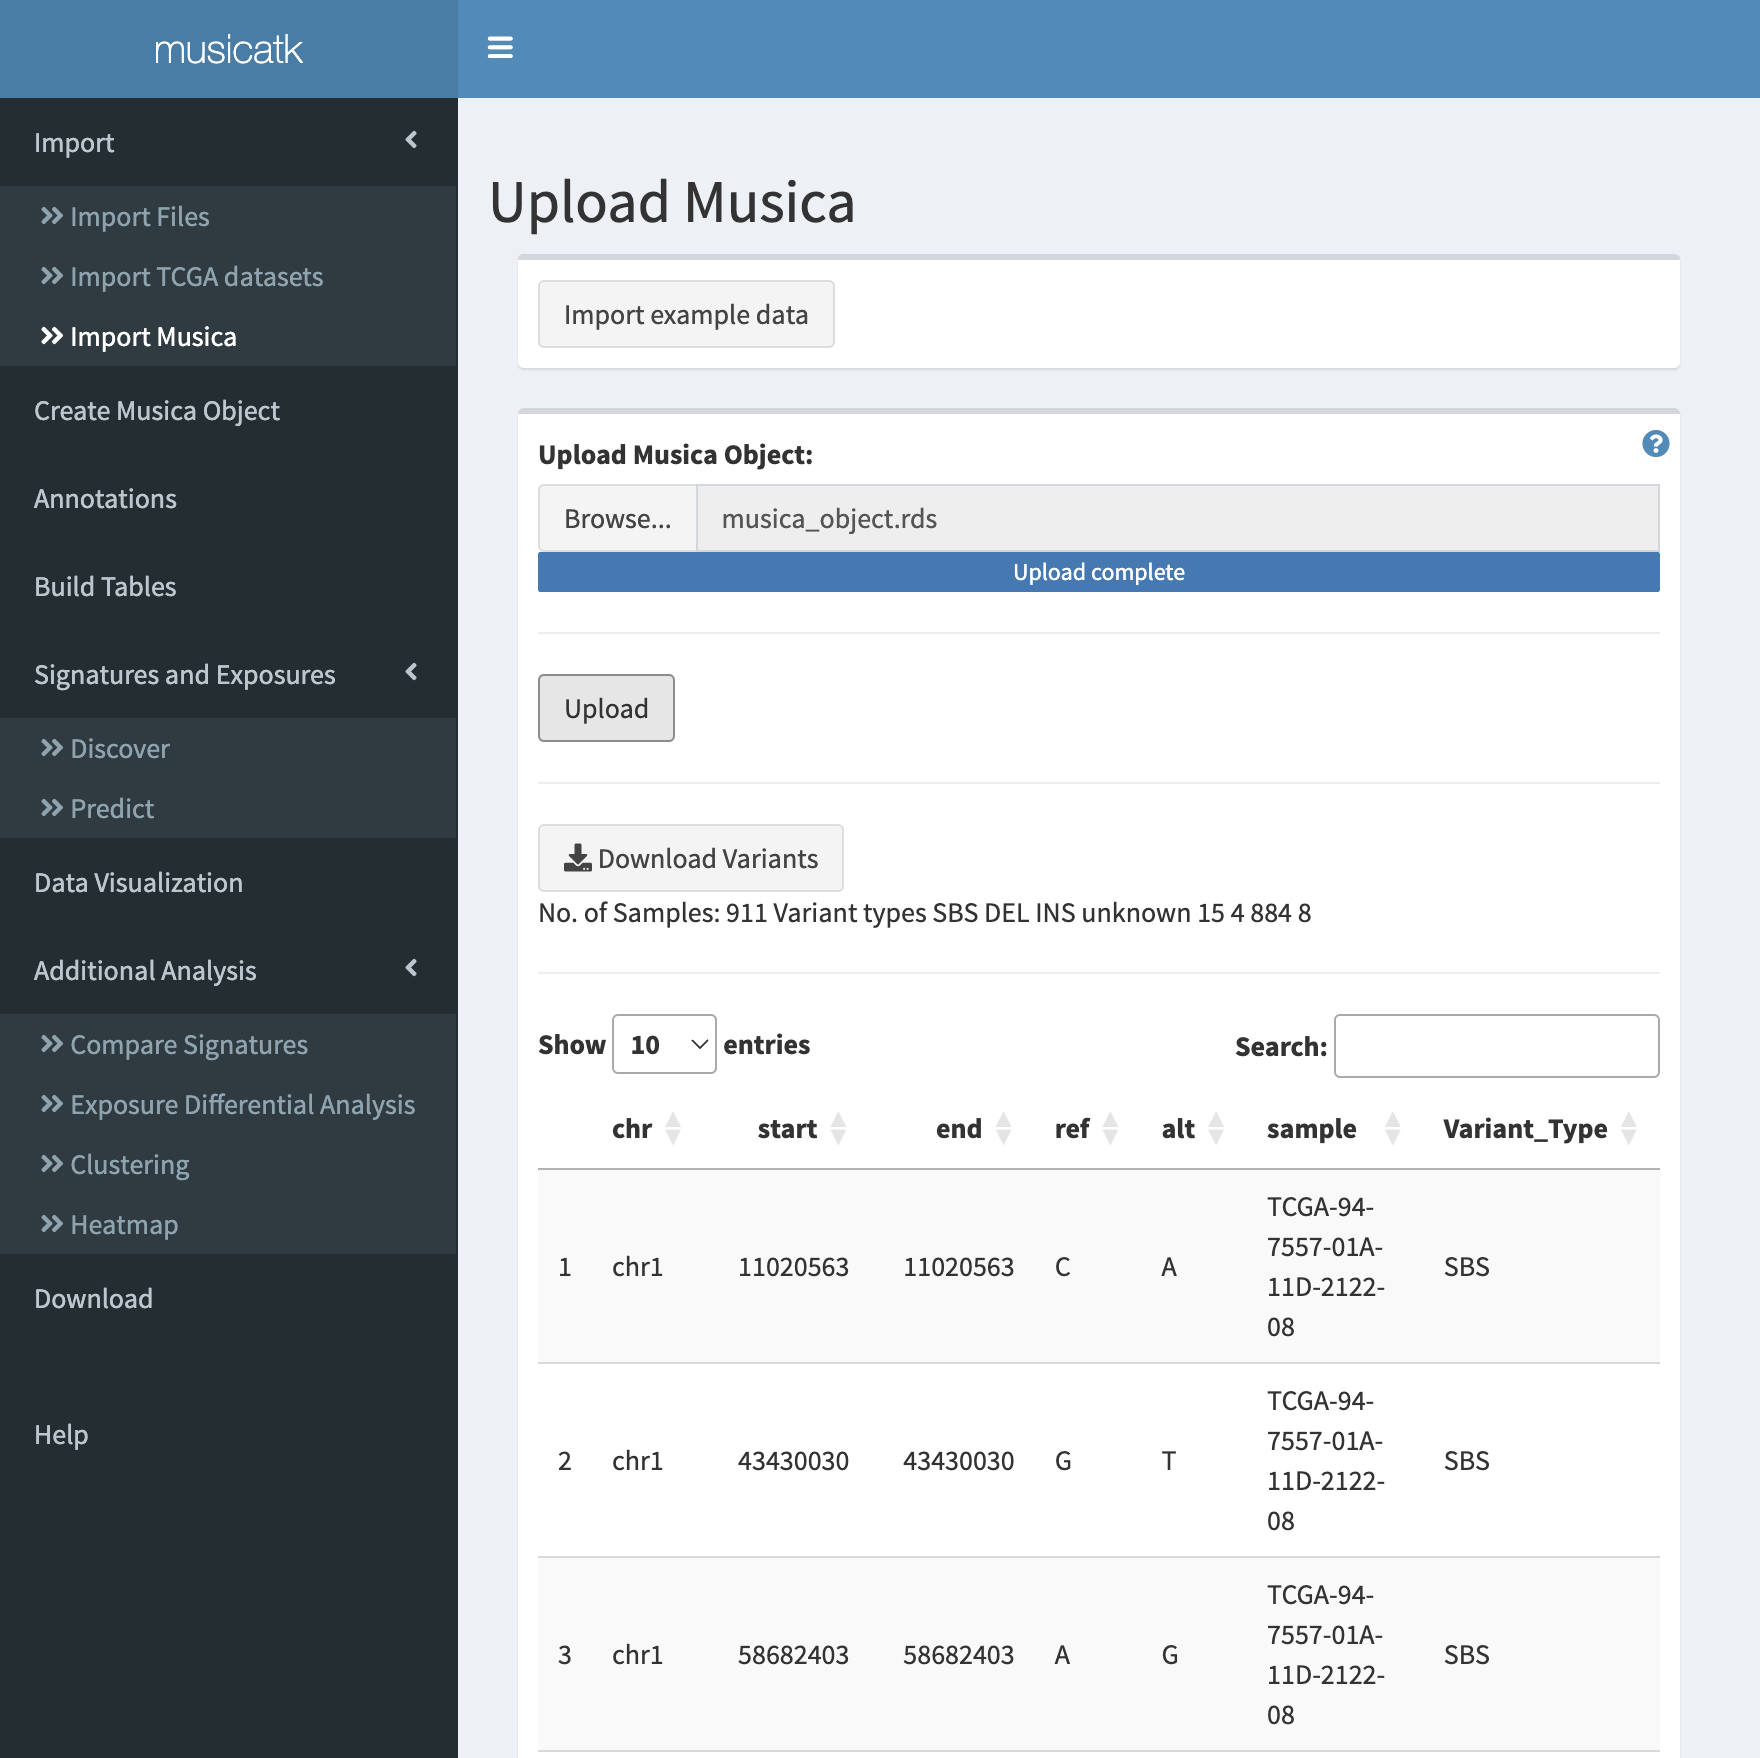 musicatk
Import
Import Files
Import TCGA datasets
Import Musica
Create Musica Object
Annotations
Build Tables
Signatures and Exposures
Discover
Predict
Data Visualization
Additional Analysis
Compare Signatures
Exposure Differential Analysis
Clustering
Heatmap
Download
Help
Upload Musica
Import example data
Upload Musica Object:
?
Browse... musica_object.rds
Upload complete
Upload
Download Variants
No. of Samples: 911 Variant types SBS DEL INS unknown 15 4 884 8
Show 10 entries Search:
chr start end ref alt sample Variant_Type
1 chr1 11020563 11020563 C A TCGA-94-
7557-01A-
11D-2122-
08 SBS
2 chr1 43430030 43430030 G T TCGA-94-
7557-01A-
11D-2122-
08 SBS
3 chr1 58682403 58682403 A G TCGA-94-
7557-01A-
11D-2122-
08 SBS